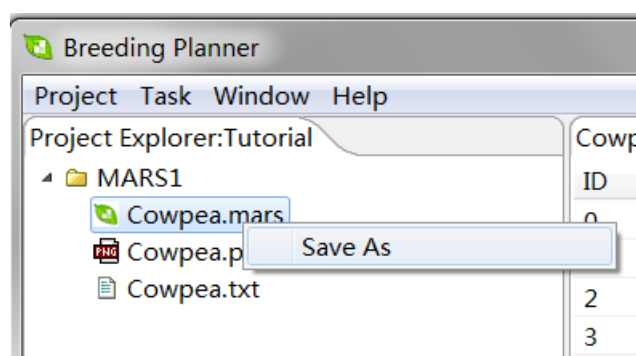 Breeding Planner
Project Task Window Help
Project Explorer:Tutorial
Cowp
MARS1
ID
Cowpea.mars
0
PNG Cowpea.p
Save As
Cowpea.txt
2
3